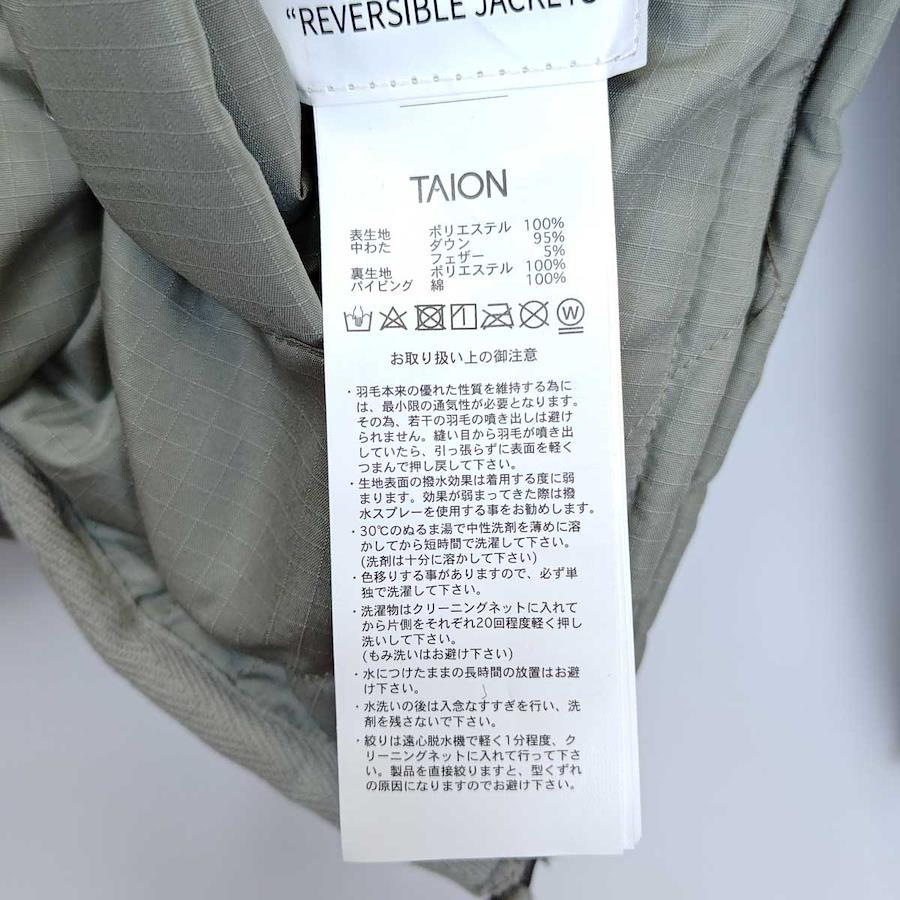 "REVERSIBLE JACKETS"
TAION
表生地 ポリエステル 100%
中わた ダウン 95%
フェザー 5%
裏生地 ポリエステル 100%
パイピング 綿 100%
W
お取り扱い上の御注意
・羽毛本来の優れた性質を維持する為に
は、最小限の通気性が必要となります。
その為、若干の羽毛の噴き出しは避け
られません。縫い目から羽毛が噴き出
していたら、引っ張らずに表面を軽く
つまんで押し戻して下さい。
・生地表面の撥水効果は着用する度に弱
まります。効果が弱まってきた際は撥
水スプレーを使用する事をお勧めします。
・30℃のぬるま湯で中性洗剤を薄めに溶
かしてから短時間で洗濯して下さい。
(洗剤は十分に溶かして下さい)
・色移りする事がありますので、必ず単
独で洗濯して下さい。
・洗濯物はクリーニングネットに入れて
から片側をそれぞれ20回程度軽く押し
洗いして下さい。
(もみ洗いはお避け下さい)
・水につけたままの長時間の放置はお避
け下さい。
・水洗いの後は入念なすすぎを行い、洗
剤を残さないで下さい。
・絞りは遠心脱水機で軽く1分程度、ク
リーニングネットに入れて行って下さ
い。製品を直接絞りますと、型くずれ
の原因になりますのでお避け下さい。